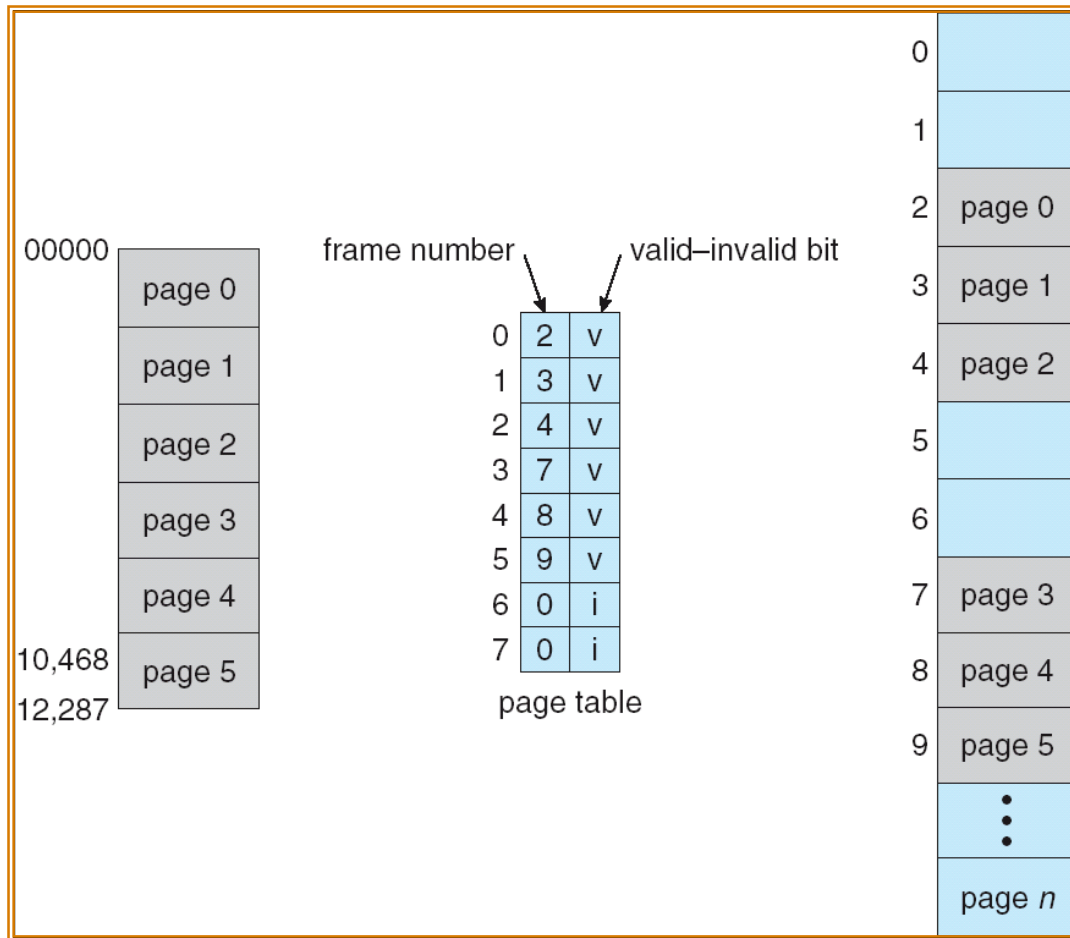 00000
page 0
page 1
page 2
page 3
page 4
10,468
page 5
12,287
frame number
valid–invalid bit
0 2 v
1 3 v
2 4 v
3 7 v
4 8 v
5 9 v
6 0 i
7 0 i
page table
0
1
2 page 0
3 page 1
4 page 2
5
6
7 page 3
8 page 4
9 page 5
page n